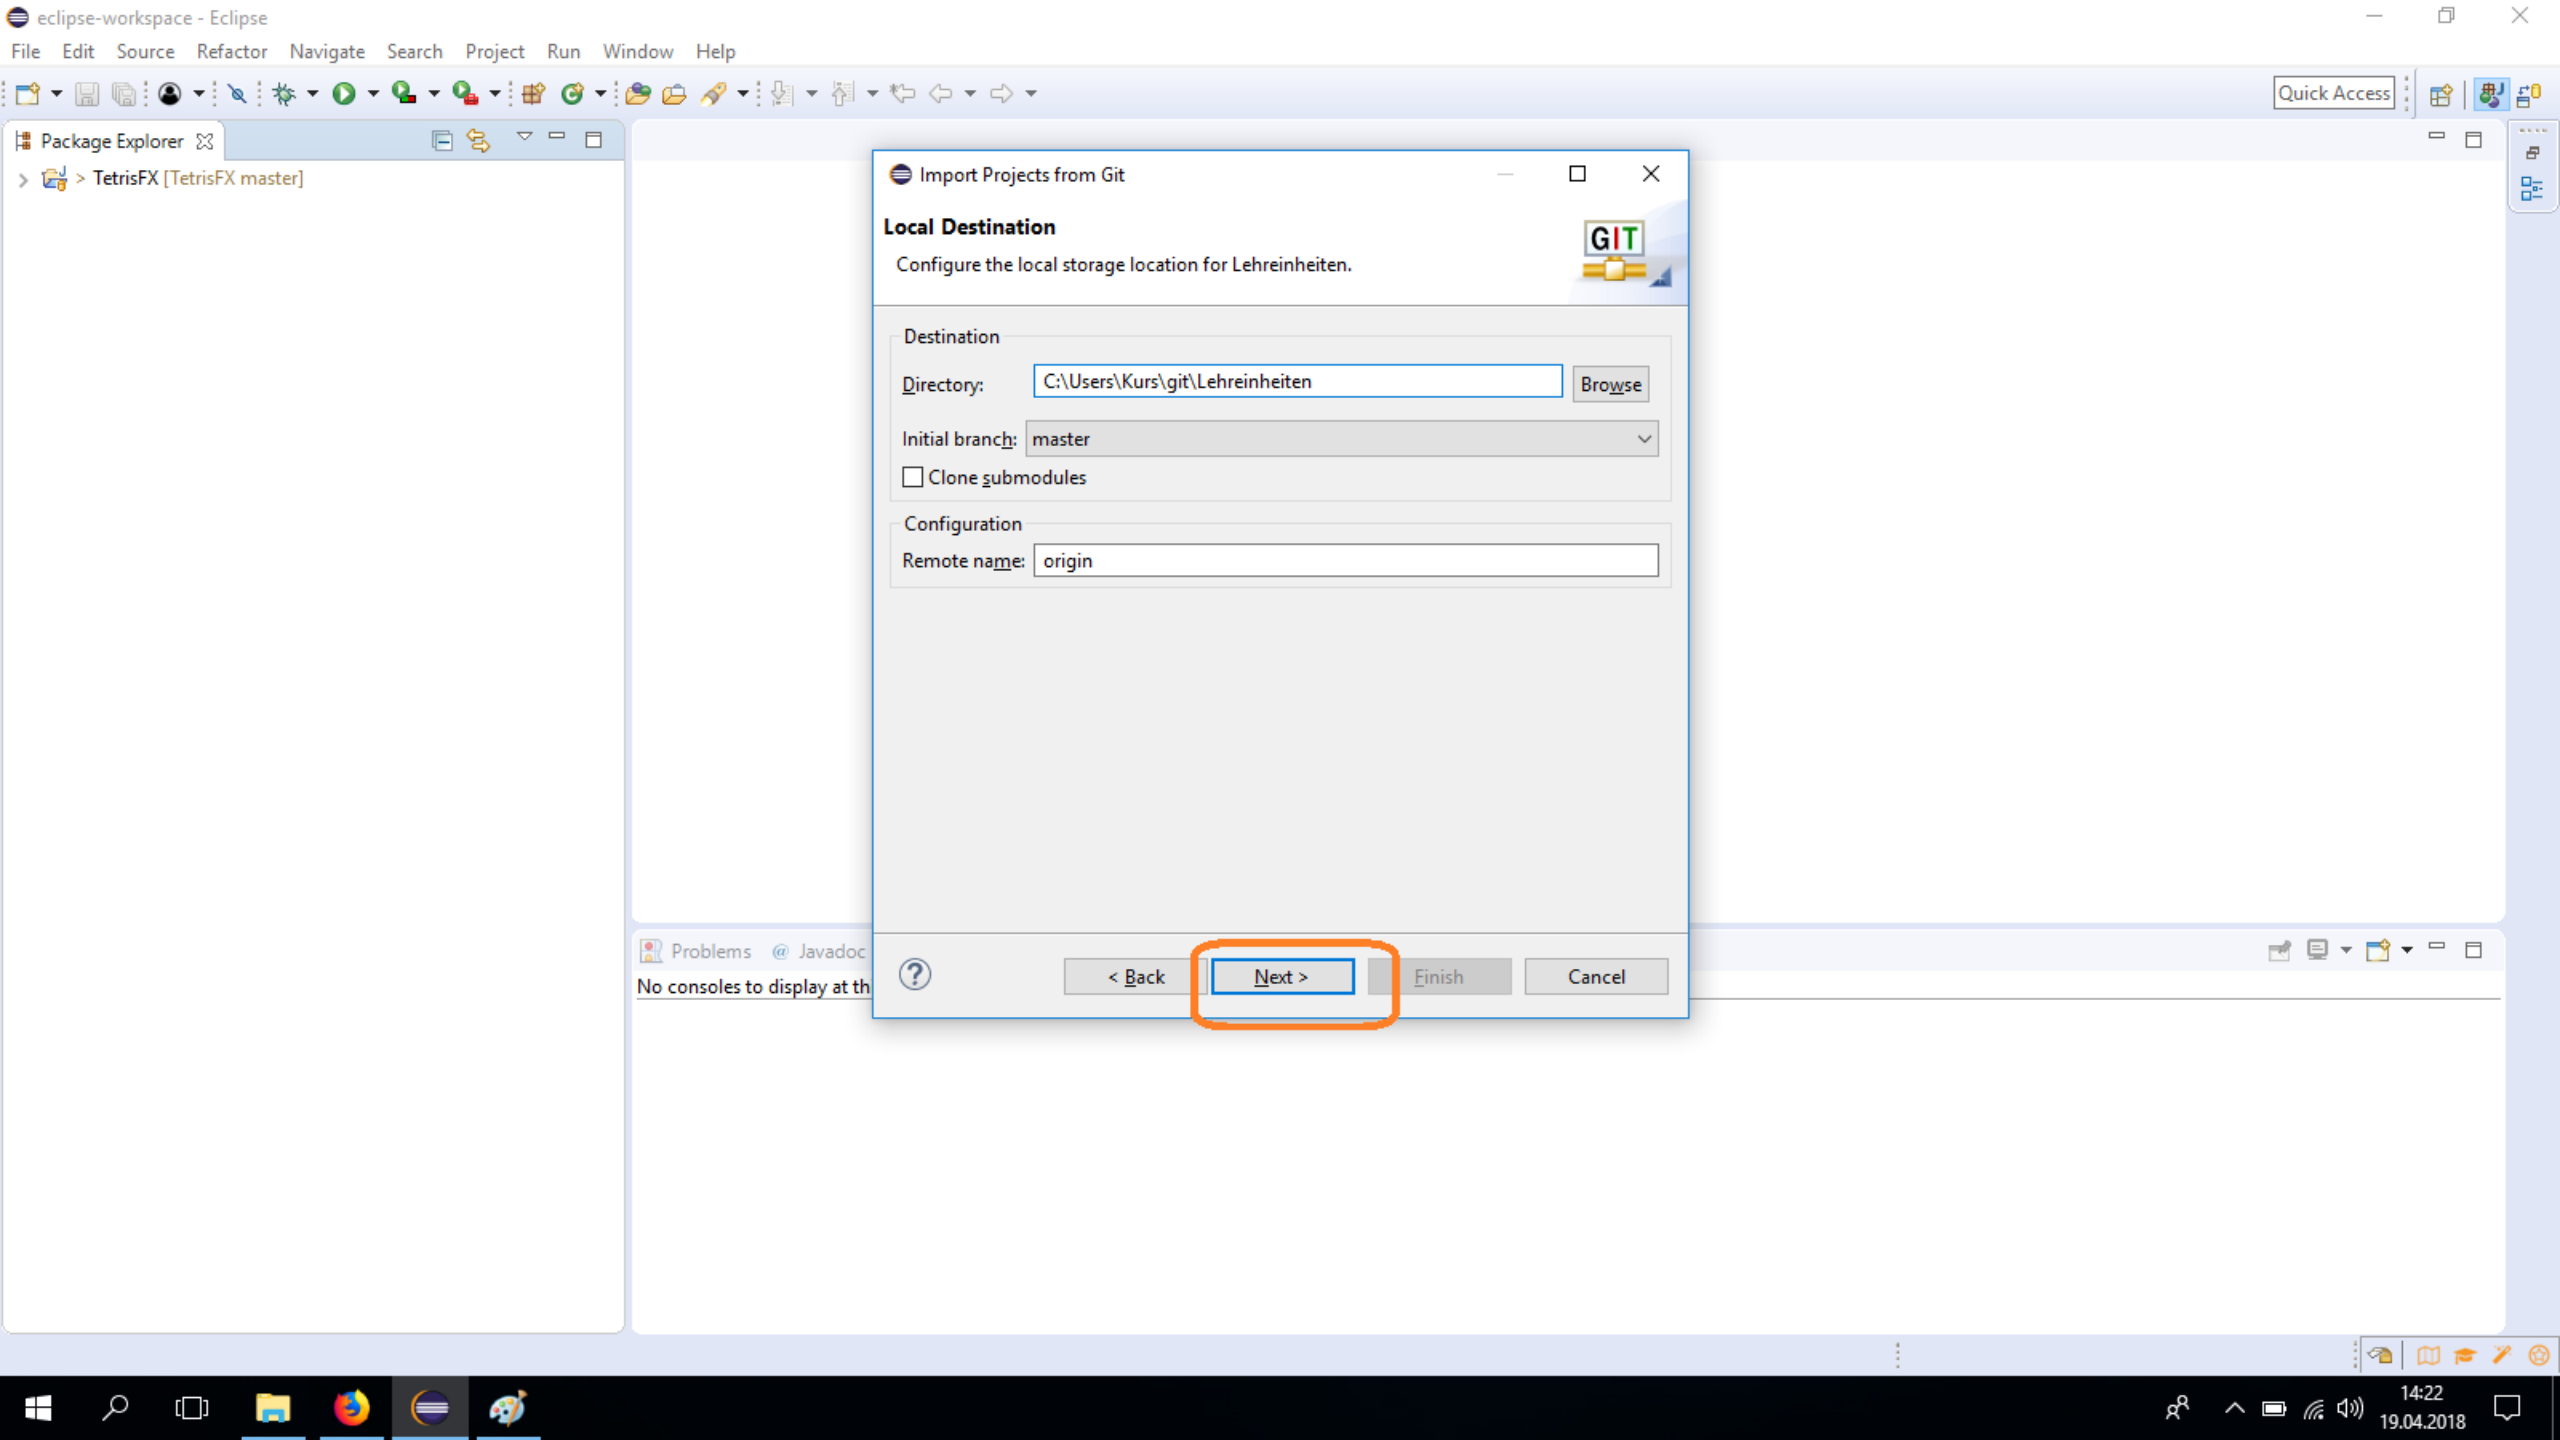 eclipse-workspace - Eclipse
File Edit Source Refactor Navigate Search Project Run Window Help
Quick Access
Package Explorer
> TetrisFX [TetrisFX master]
Import Projects from Git
Local Destination
Configure the local storage location for Lehreinheiten.
GIT
Destination
Directory: C:\Users\Kurs\git\Lehreinheiten Browse
Initial branch: master
Clone submodules
Configuration
Remote name: origin
Problems @ Javadoc
No consoles to display at th
? < Back Next > Finish Cancel
14:22
19.04.2018